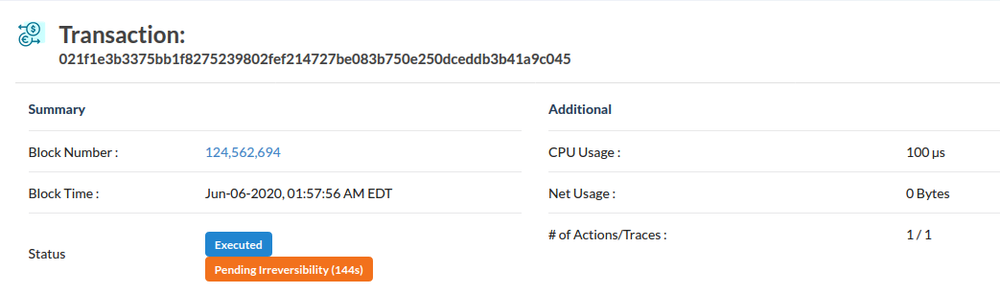 Transaction:
021f1e3b3375bb1f8275239802fef214727be083b750e250dceddb3b41a9c045
Summary
Block Number :
124,562,694
Block Time :
Jun-06-2020, 01:57:56 AM EDT
Status
Executed
Pending Irreversibility (144s)
Additional
CPU Usage :
100 µs
Net Usage :
0 Bytes
# of Actions/Traces :
1 / 1